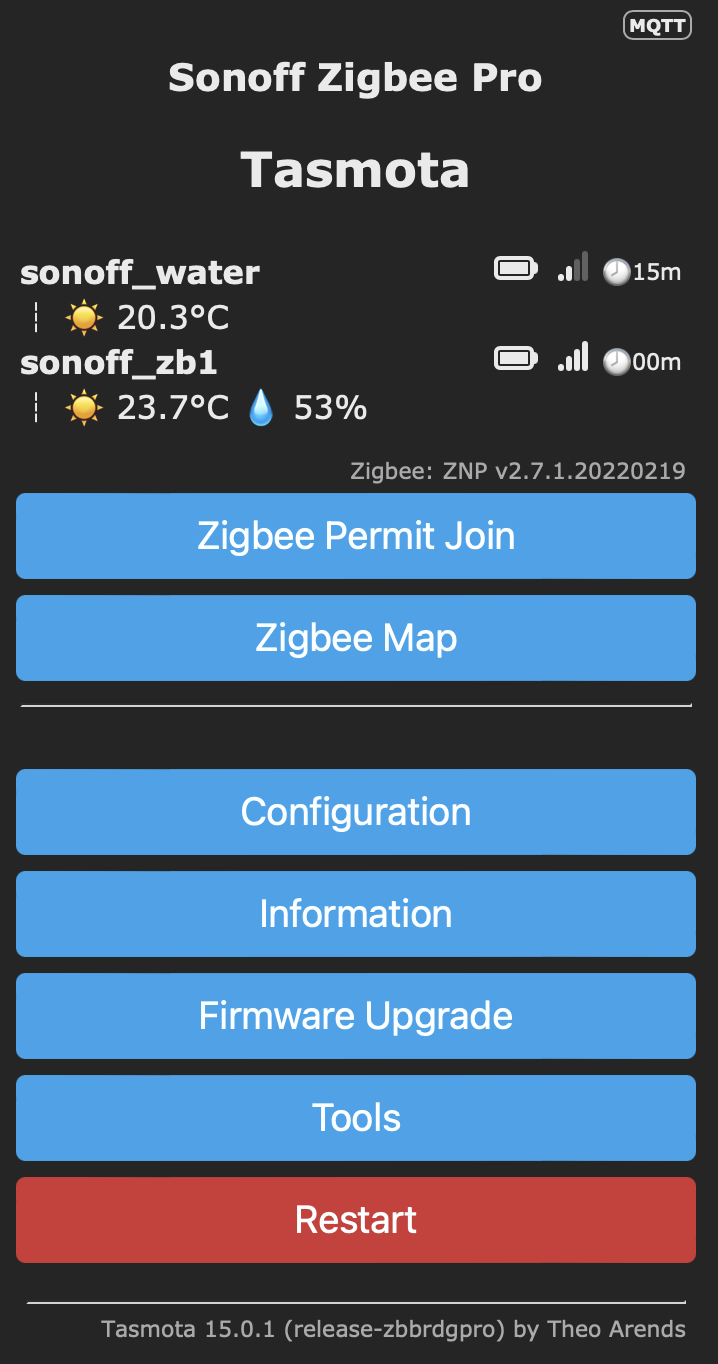 MQTT
Sonoff Zigbee Pro
Tasmota
sonoff_water 15m
20.3°C
sonoff_zb1 00m
23.7°C 53%
Zigbee: ZNP v2.7.1.20220219
Zigbee Permit Join
Zigbee Map
Configuration
Information
Firmware Upgrade
Tools
Restart
Tasmota 15.0.1 (release-zbbrdgpro) by Theo Arends